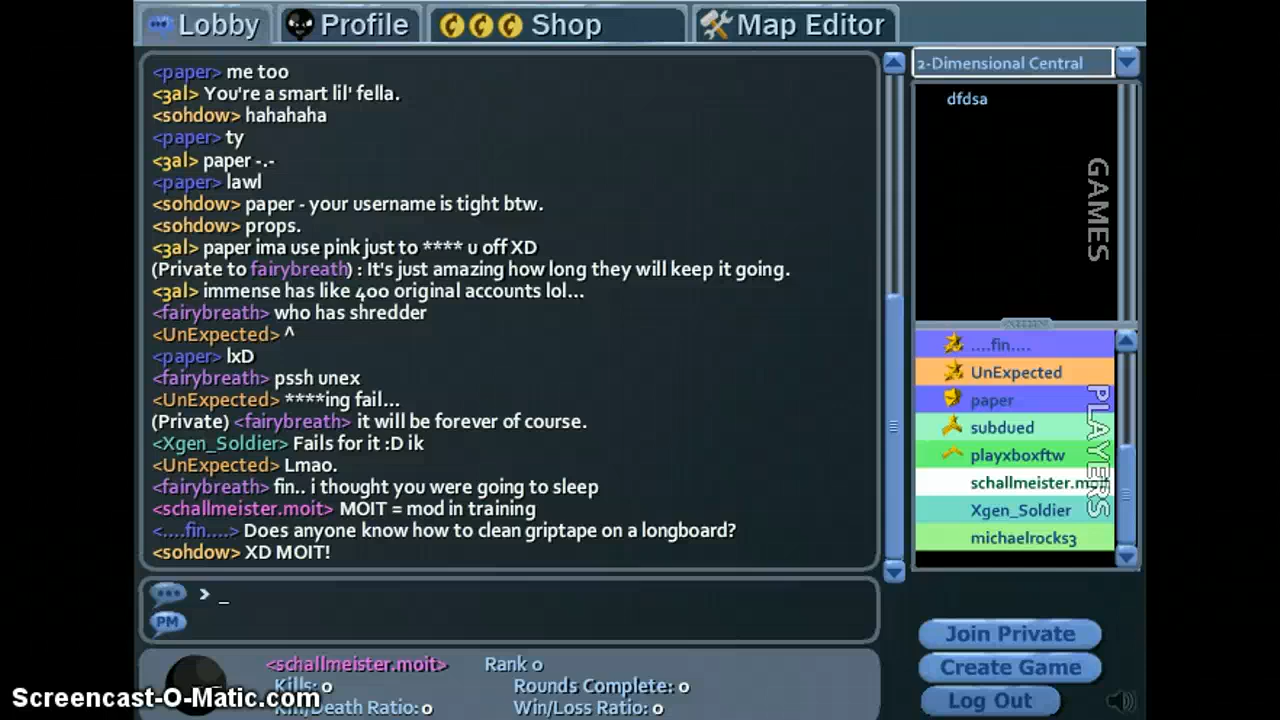 Lobby
Profile
Shop
Map Editor
<paper> me too
<3al> You're a smart lil' fella.
<sohdow> hahahaha
<paper> ty
<3al> paper -.-
<paper> lawl
<sohdow> paper - your username is tight btw.
<sohdow> props.
<3al> paper ima use pink just to **** u off XD
(Private to fairybreath) : It's just amazing how long they will keep it going.
<3al> immense has like 400 original accounts lol...
<fairybreath> who has shredder
<UnExpected> ^
<paper> lxD
<fairybreath> pssh unex
<UnExpected> ****ing fail...
(Private) <fairybreath> it will be forever of course.
<Xgen_Soldier> Fails for it :D ik
<UnExpected> Lmao.
<fairybreath> fin.. i thought you were going to sleep
<schallmeister.moit> MOIT = mod in training
<....fin....> Does anyone know how to clean griptape on a longboard?
<sohdow> XD MOIT!
> _
PM
<schallmeister.moit> Rank 0
Kills: 0 Rounds Complete: 0
Kill/Death Ratio: 0 Win/Loss Ratio: 0
2-Dimensional Central
dfdsa
GAMES
....fin....
UnExpected
paper
subdued
playxboxftw
schallmeister.moit
Xgen_Soldier
michaelrocks3
PLAYERS
Join Private
Create Game
Log Out
Screencast-O-Matic.com